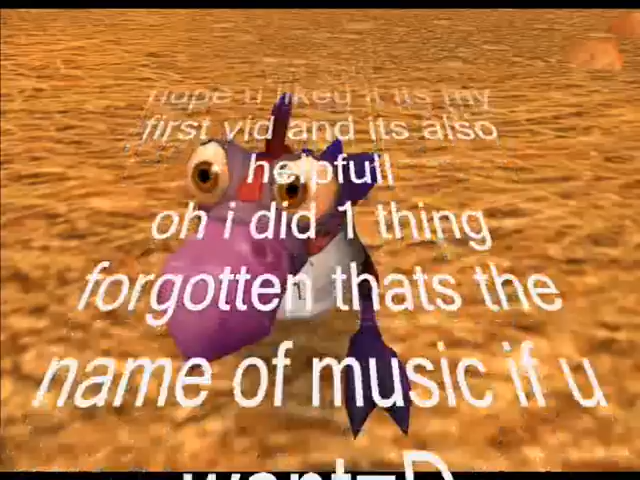 hope u liked it its my
first vid and its also
helpfull
oh i did 1 thing
forgotten thats the
name of music if u
want=D